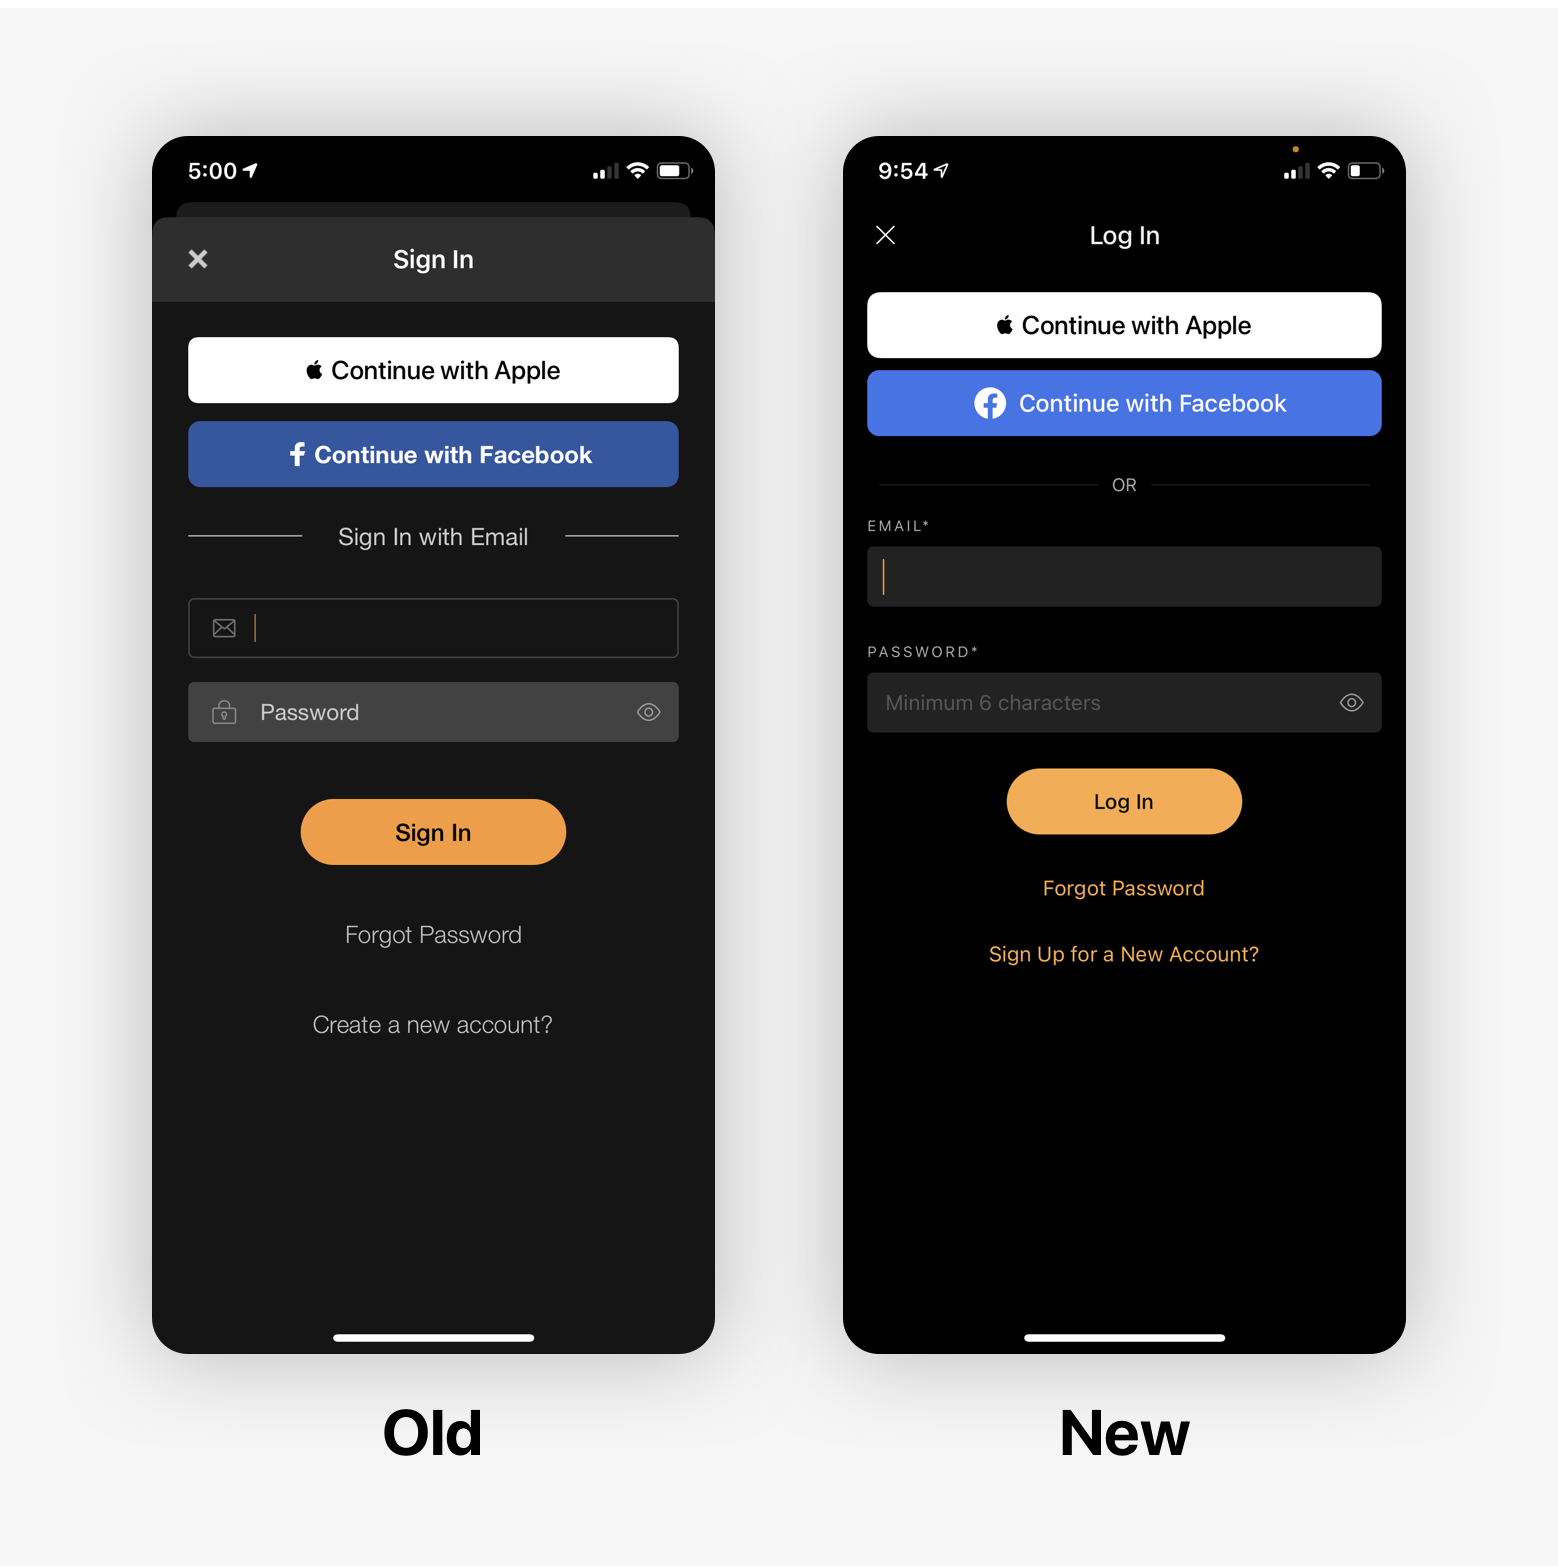 5:00
Sign In
Continue with Apple
Continue with Facebook
Sign In with Email
Password
Sign In
Forgot Password
Create a new account?
Old
9:54
Log In
Continue with Apple
Continue with Facebook
OR
EMAIL*
PASSWORD*
Minimum 6 characters
Log In
Forgot Password
Sign Up for a New Account?
New